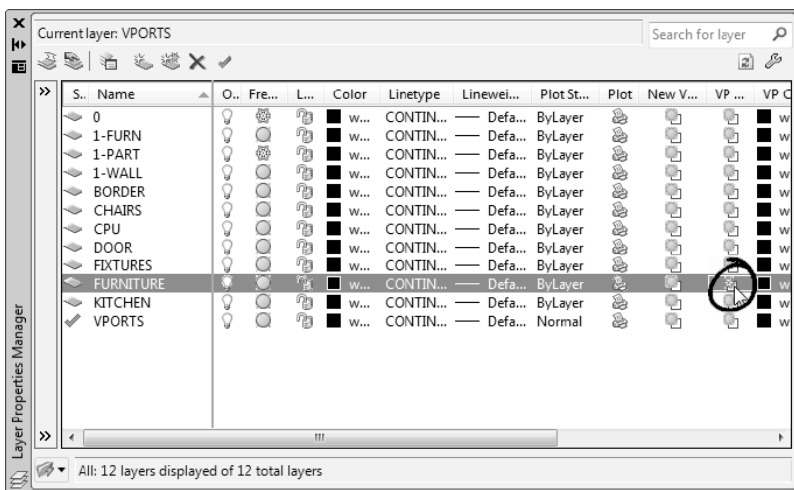 Current layer: VPORTS
Search for layer
S.. Name O.. Fre... L... Color Linetype Linewei... Plot St... Plot New V... VP ... VP C
0 w... CONTIN... Defa... ByLayer w
1-FURN w... CONTIN... Defa... ByLayer w
1-PART w... CONTIN... Defa... ByLayer w
1-WALL w... CONTIN... Defa... ByLayer w
BORDER w... CONTIN... Defa... ByLayer w
CHAIRS w... CONTIN... Defa... ByLayer w
CPU w... CONTIN... Defa... ByLayer w
DOOR w... CONTIN... Defa... ByLayer w
FIXTURES w... CONTIN... Defa... ByLayer w
FURNITURE w... CONTIN... Defa... ByLayer w
KITCHEN w... CONTIN... Defa... ByLayer w
VPORTS w... CONTIN... Defa... Normal w
Layer Properties Manager
All: 12 layers displayed of 12 total layers